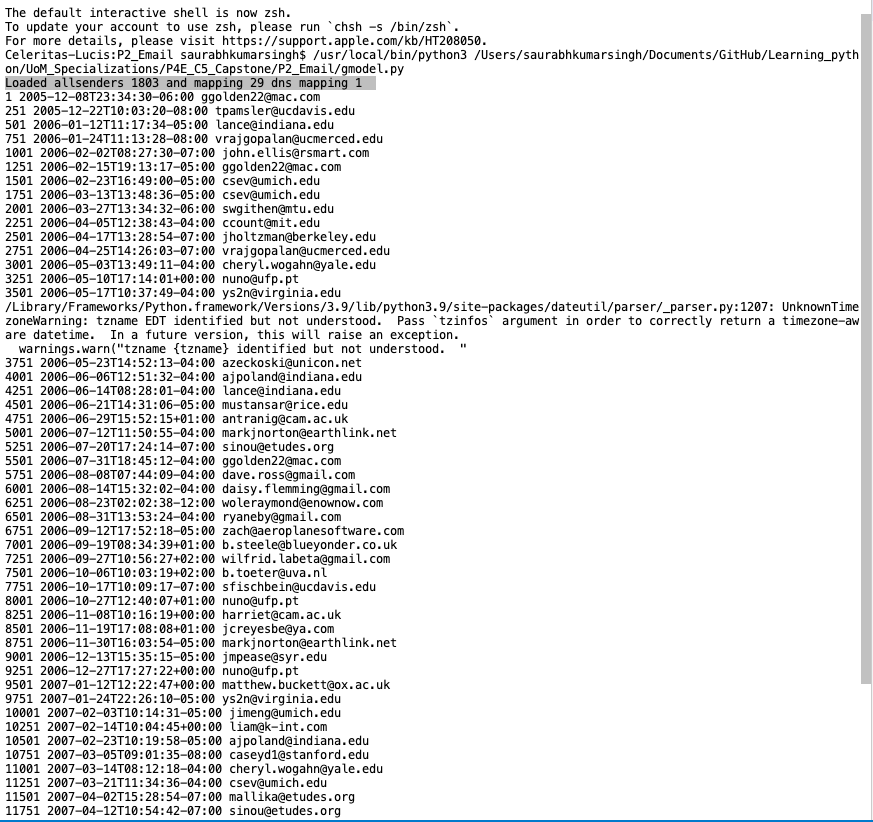 The default interactive shell is now zsh.
To update your account to use zsh, please run `chsh -s /bin/zsh`.
For more details, please visit https://support.apple.com/kb/HT208050.
Celeritas-Lucis:P2_Email saurabhkumarsingh$ /usr/local/bin/python3 /Users/saurabhkumarsingh/Documents/GitHub/Learning_pyth
on/UoM_Specializations/P4E_C5_Capstone/P2_Email/gmodel.py
Loaded allsenders 1803 and mapping 29 dns mapping 1
1 2005-12-08T23:34:30-06:00 ggolden22@mac.com
251 2005-12-22T10:03:20-08:00 tpamsler@ucdavis.edu
501 2006-01-12T11:17:34-05:00 lance@indiana.edu
751 2006-01-24T11:13:28-08:00 vrajgopalan@ucmerced.edu
1001 2006-02-02T08:27:30-07:00 john.ellis@rsmart.com
1251 2006-02-15T19:13:17-05:00 ggolden22@mac.com
1501 2006-02-23T16:49:00-05:00 csev@umich.edu
1751 2006-03-13T13:48:36-05:00 csev@umich.edu
2001 2006-03-27T13:34:32-06:00 swgithen@mtu.edu
2251 2006-04-05T12:38:43-04:00 ccount@mit.edu
2501 2006-04-17T13:28:54-07:00 jholtzman@berkeley.edu
2751 2006-04-25T14:26:03-07:00 vrajgopalan@ucmerced.edu
3001 2006-05-03T13:49:11-04:00 cheryl.wogahn@yale.edu
3251 2006-05-10T17:14:01+00:00 nuno@ufp.pt
3501 2006-05-17T10:37:49-04:00 ys2n@virginia.edu
/Library/Frameworks/Python.framework/Versions/3.9/lib/python3.9/site-packages/dateutil/parser/_parser.py:1207: UnknownTime
zoneWarning: tzname EDT identified but not understood.  Pass `tzinfos` argument in order to correctly return a timezone-aw
are datetime.  In a future version, this will raise an exception.
  warnings.warn("tzname {tzname} identified but not understood.  "
3751 2006-05-23T14:52:13-04:00 azeckoski@unicon.net
4001 2006-06-06T12:51:32-04:00 ajpoland@indiana.edu
4251 2006-06-14T08:28:01-04:00 lance@indiana.edu
4501 2006-06-21T14:31:06-05:00 mustansar@rice.edu
4751 2006-06-29T15:52:15+01:00 antranig@cam.ac.uk
5001 2006-07-12T11:50:55-04:00 markjnorton@earthlink.net
5251 2006-07-20T17:24:14-07:00 sinou@etudes.org
5501 2006-07-31T18:45:12-04:00 ggolden22@mac.com
5751 2006-08-08T07:44:09-04:00 dave.ross@gmail.com
6001 2006-08-14T15:32:02-04:00 daisy.flemming@gmail.com
6251 2006-08-23T02:02:38-12:00 woleraymond@enownow.com
6501 2006-08-31T13:53:24-04:00 ryaneby@gmail.com
6751 2006-09-12T17:52:18-05:00 zach@aeroplanesoftware.com
7001 2006-09-19T08:34:39+01:00 b.steele@blueyonder.co.uk
7251 2006-09-27T10:56:27+02:00 wilfrid.labeta@gmail.com
7501 2006-10-06T10:03:19+02:00 b.toeter@uva.nl
7751 2006-10-17T10:09:17-07:00 sfischbein@ucdavis.edu
8001 2006-10-27T12:40:07+01:00 nuno@ufp.pt
8251 2006-11-08T10:16:19+00:00 harriet@cam.ac.uk
8501 2006-11-19T17:08:08+01:00 jcreyesbe@ya.com
8751 2006-11-30T16:03:54-05:00 markjnorton@earthlink.net
9001 2006-12-13T15:35:15-05:00 jmpease@syr.edu
9251 2006-12-27T17:27:22+00:00 nuno@ufp.pt
9501 2007-01-12T12:22:47+00:00 matthew.buckett@ox.ac.uk
9751 2007-01-24T22:26:10-05:00 ys2n@virginia.edu
10001 2007-02-03T10:14:31-05:00 jimeng@umich.edu
10251 2007-02-14T10:04:45+00:00 liam@k-int.com
10501 2007-02-23T10:19:58-05:00 ajpoland@indiana.edu
10751 2007-03-05T09:01:35-08:00 caseyd1@stanford.edu
11001 2007-03-14T08:12:18-04:00 cheryl.wogahn@yale.edu
11251 2007-03-21T11:34:36-04:00 csev@umich.edu
11501 2007-04-02T15:28:54-07:00 mallika@etudes.org
11751 2007-04-12T10:54:42-07:00 sinou@etudes.org